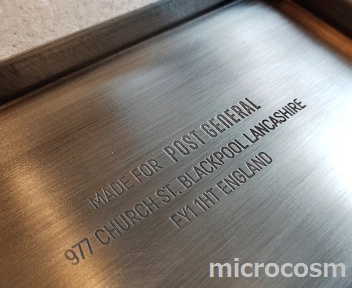 MADE FOR POST GENERAL
977 CHURCH ST. BLACKPOOL LANCASHIRE
FY1 1HT ENGLAND
microcosm